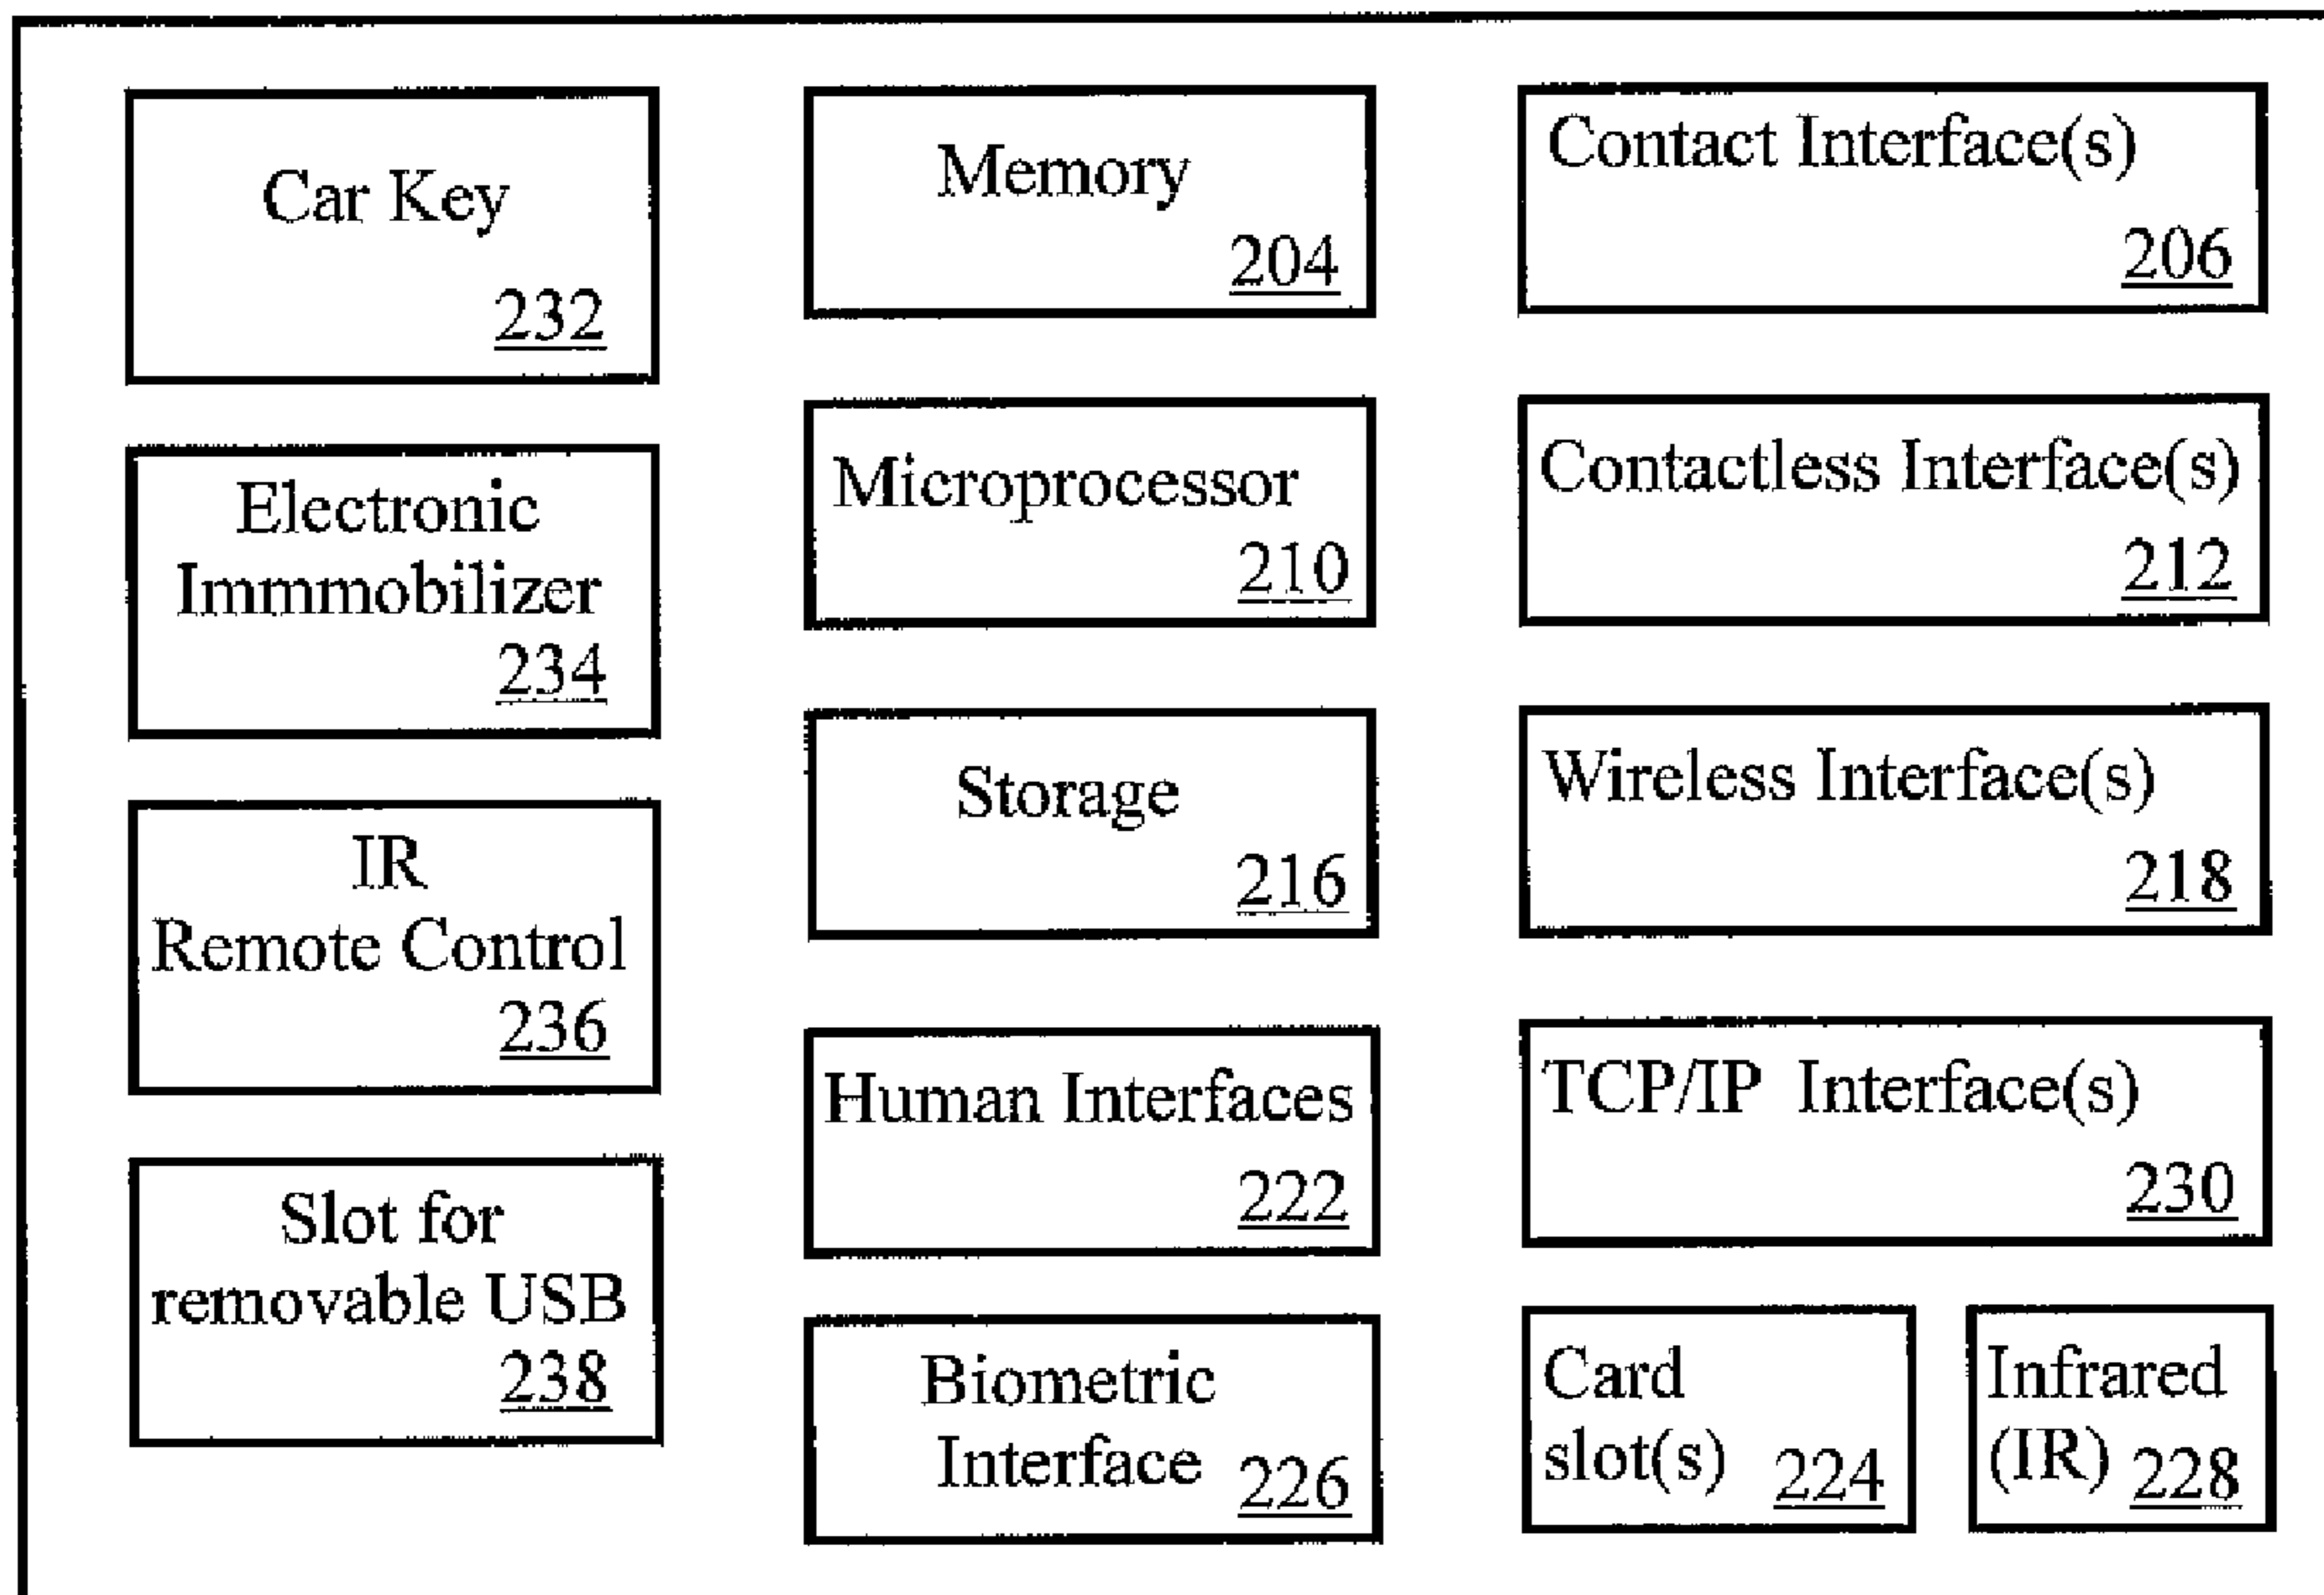 Car Key
232
Electronic
Immmobilizer
234
IR
Remote Control
236
Slot for
removable USB
238
Memory
204
Microprocessor
210
Storage
216
Human Interfaces
222
Biometric
Interface 226
Contact Interface(s)
206
Contactless Interface(s)
212
Wireless Interface(s)
218
TCP/IP Interface(s)
230
Card
slot(s) 224
Infrared
(IR) 228